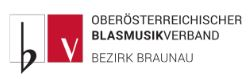 OBERÖSTERREICHISCHER
BLASMUSIKVERBAND
BEZIRK BRAUNAU